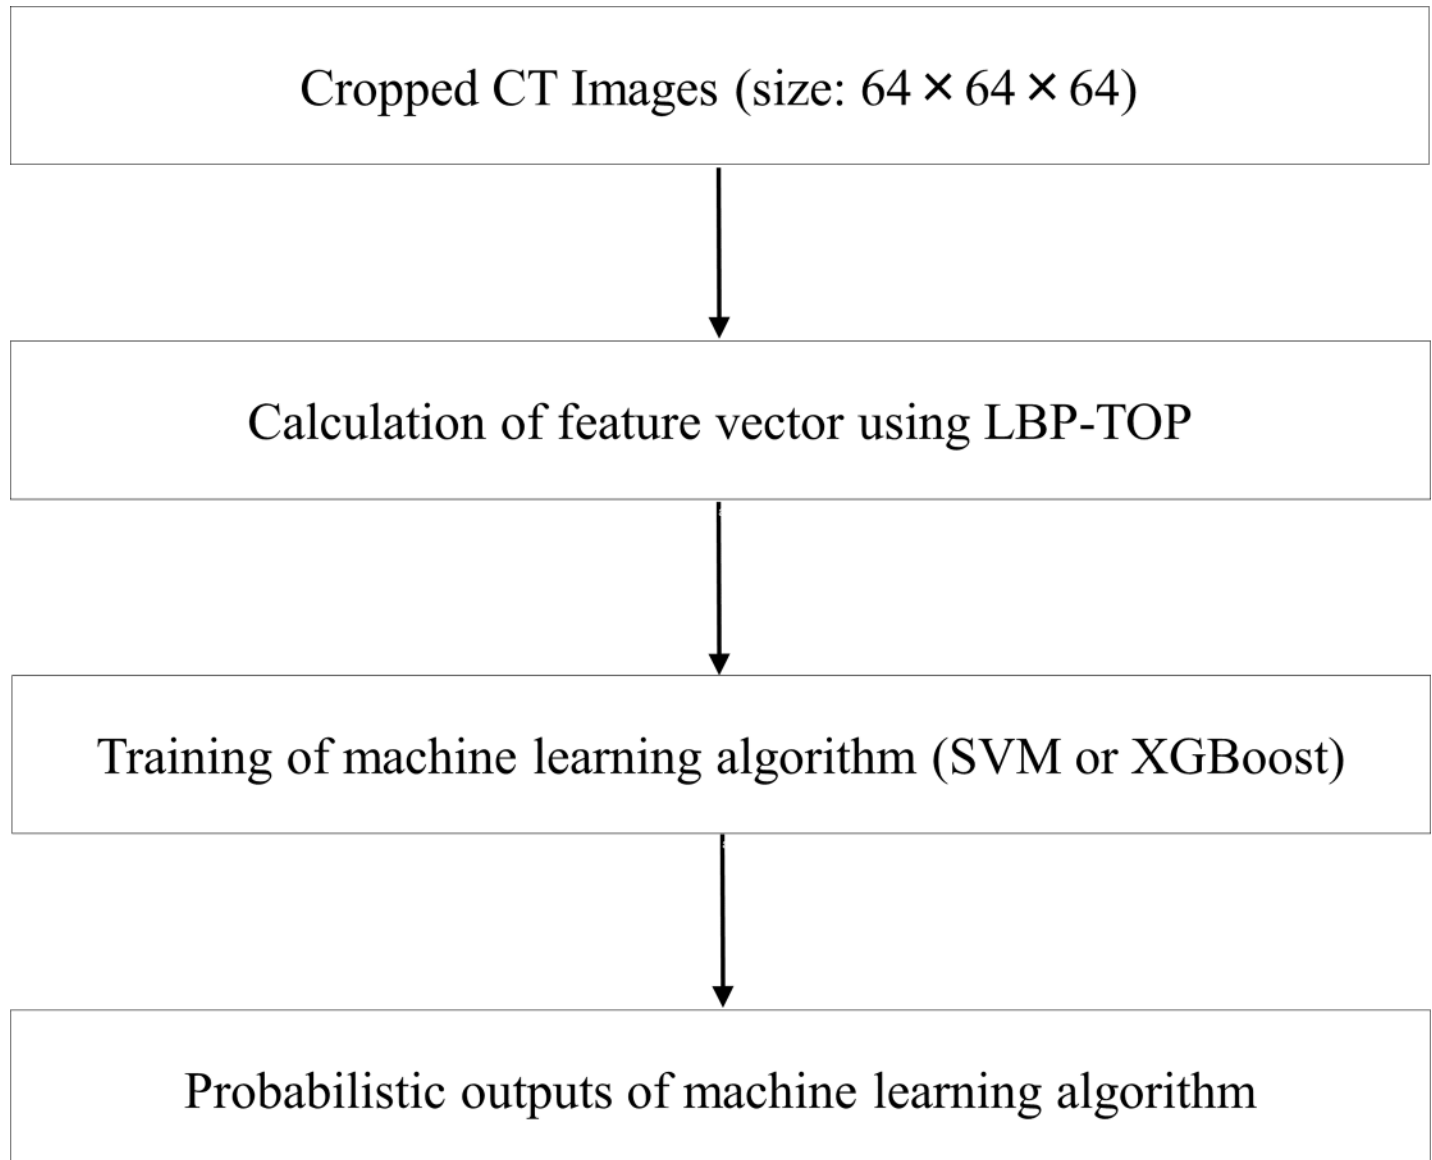 Cropped CT Images (size: 64 × 64 × 64)
Calculation of feature vector using LBP-TOP
Training of machine learning algorithm (SVM or XGBoost)
Probabilistic outputs of machine learning algorithm